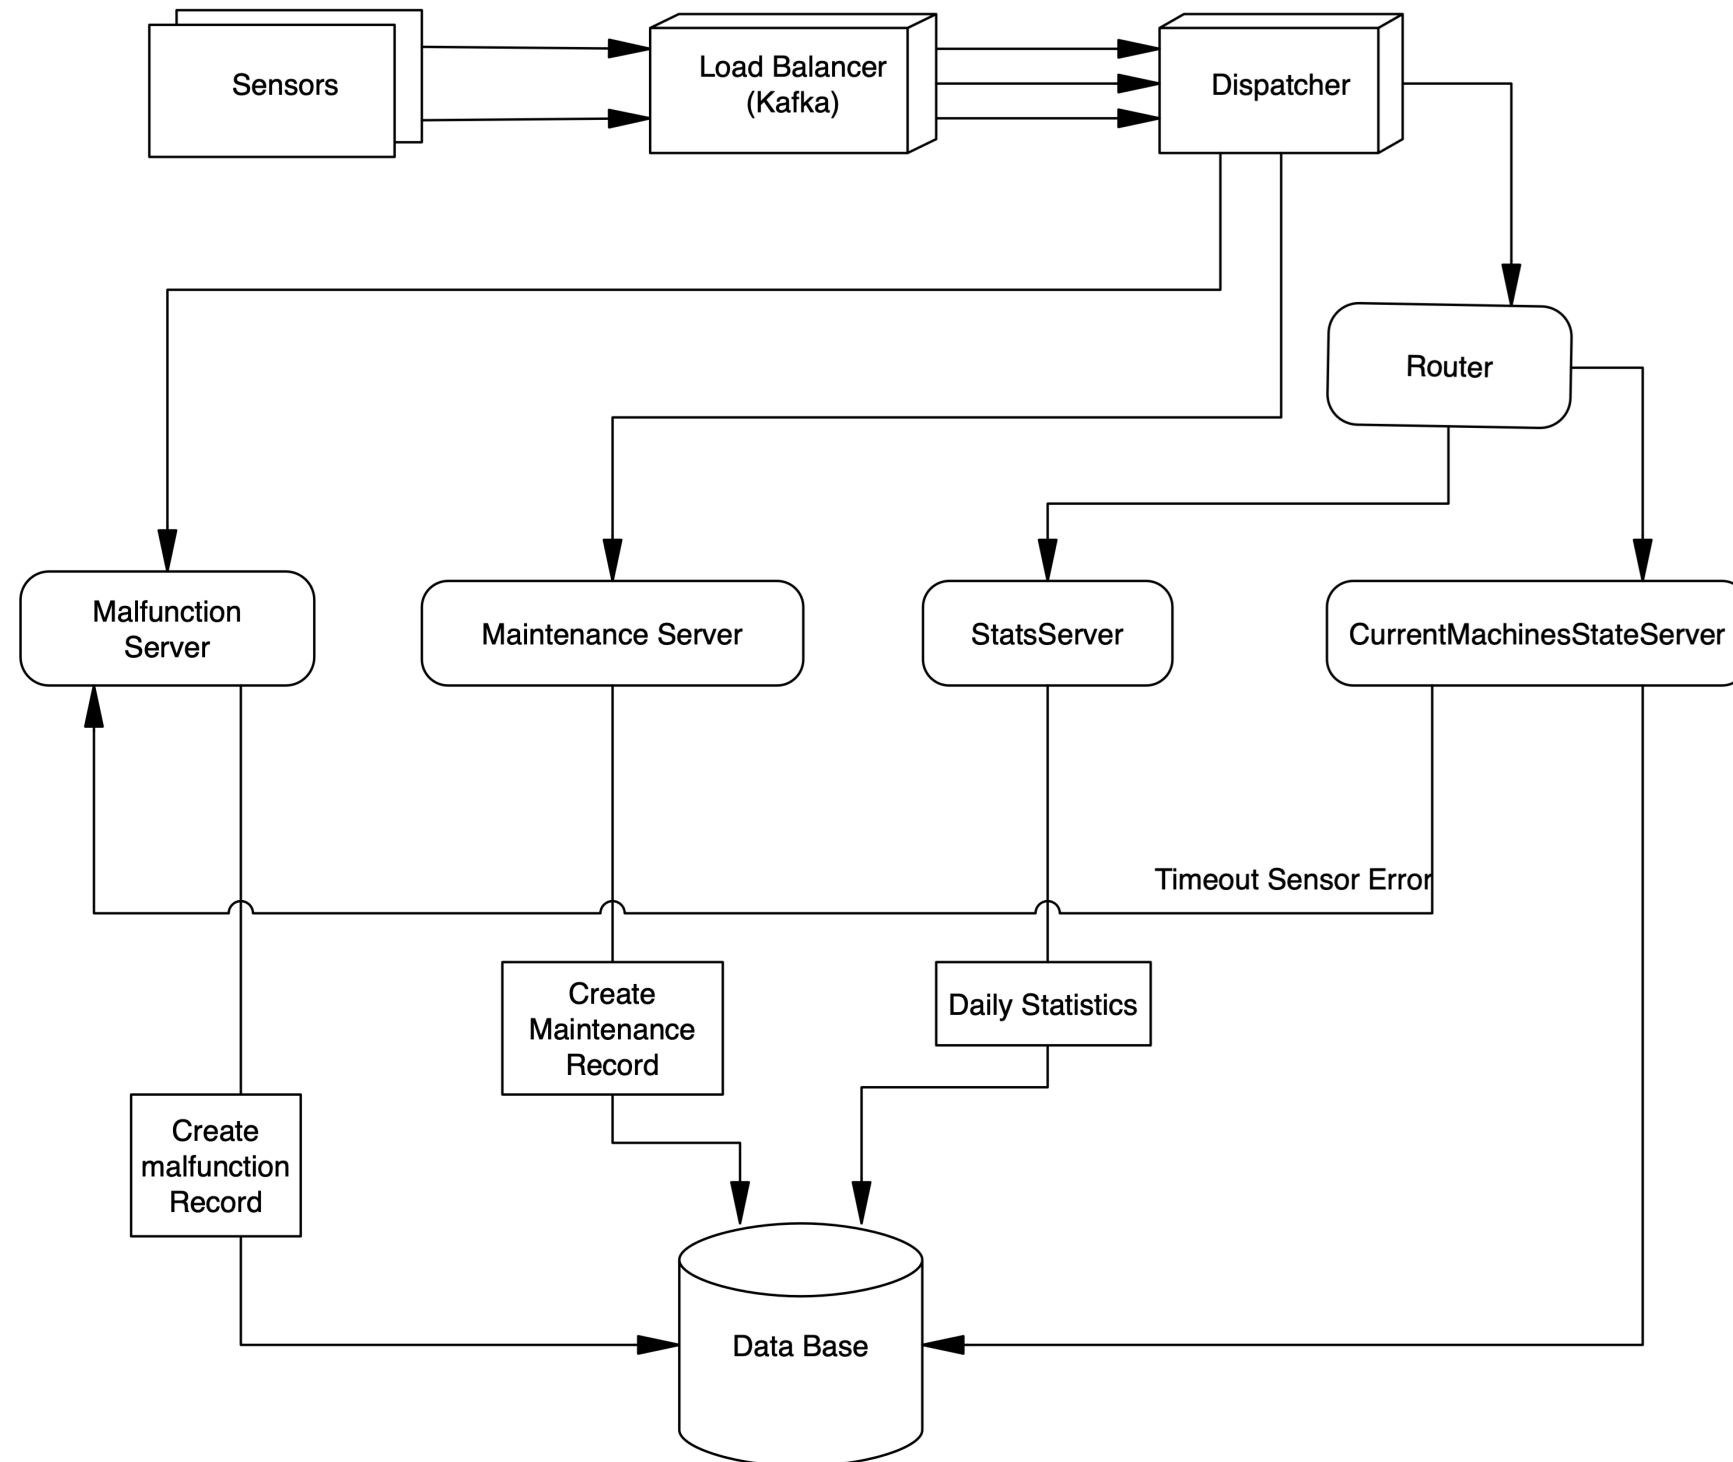 Sensors
Load Balancer
(Kafka)
Dispatcher
Router
Malfunction
Server
Maintenance Server
StatsServer
CurrentMachinesStateServer
Timeout Sensor Error
Create
Maintenance
Record
Daily Statistics
Create
malfunction
Record
Data Base